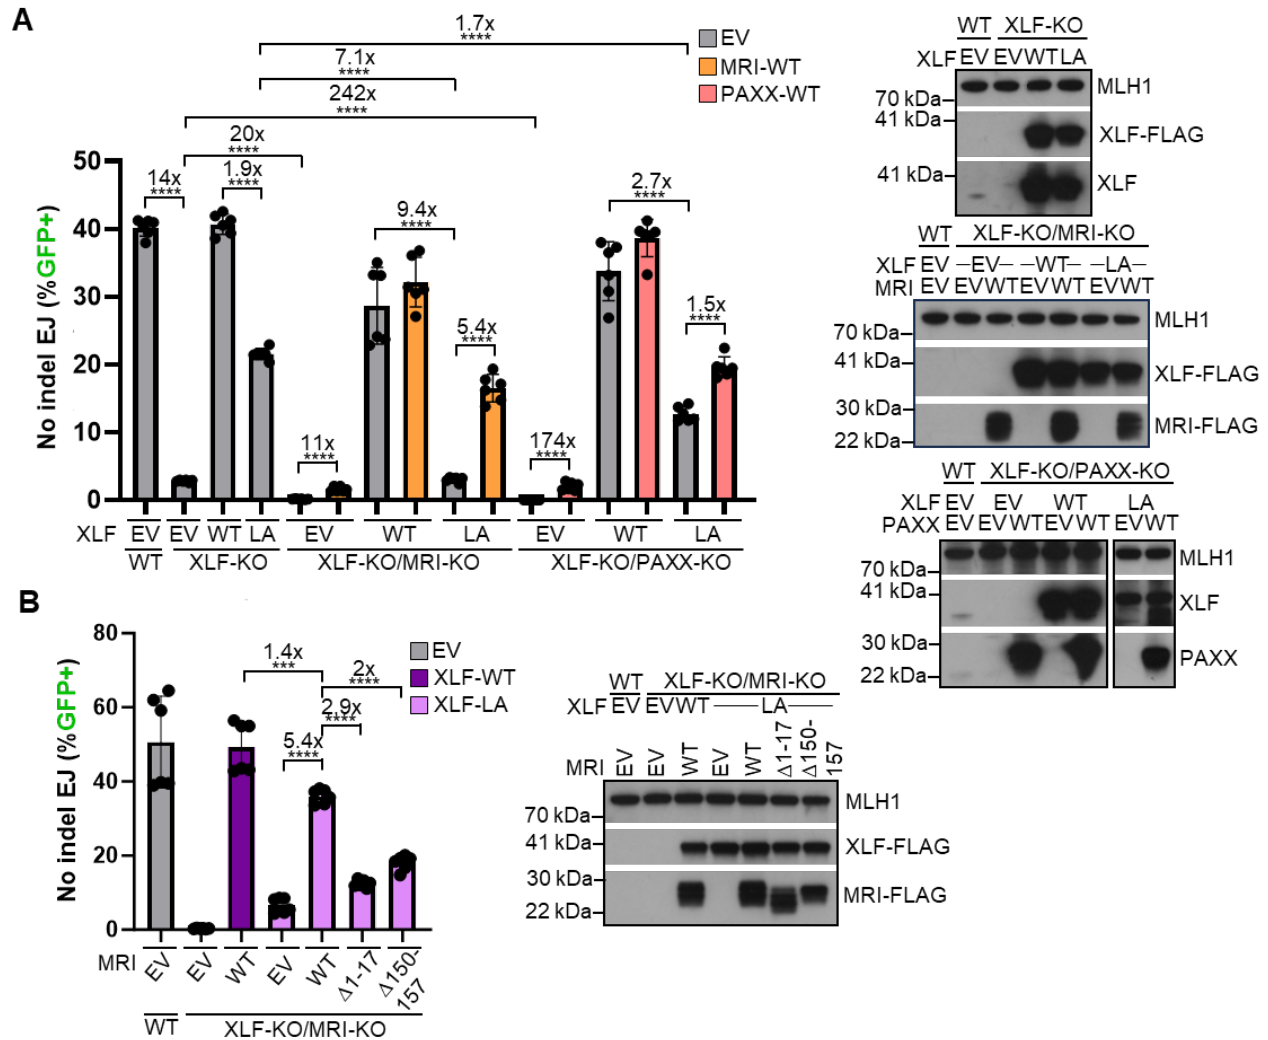 A
1.7x
****
7.1x
****
242x
****
20x
****
14x
****
1.9x
****
9.4x
****
2.7x
****
5.4x
****
1.5x
****
11x
****
174x
****
EV
MRI-WT
PAXX-WT
No indel EJ (%GFP+)
50
40
30
20
10
0
XLF EV EV WT LA EV WT LA EV WT LA
WT XLF-KO XLF-KO/MRI-KO XLF-KO/PAXX-KO
WT XLF-KO
XLF EV EV WT LA
70 kDa– MLH1
41 kDa– XLF-FLAG
41 kDa– XLF
WT XLF-KO/MRI-KO
XLF EV –EV– –WT– –LA–
MRI EV EV WT EV WT EV WT
70 kDa– MLH1
41 kDa– XLF-FLAG
30 kDa– MRI-FLAG
22 kDa–
WT XLF-KO/PAXX-KO
XLF EV EV WT LA
PAXX EV EV WT EV WT EV WT
70 kDa– MLH1
41 kDa– XLF
30 kDa– PAXX
22 kDa–
B
1.4x
***
2x
****
2.9x
****
5.4x
****
EV
XLF-WT
XLF-LA
No indel EJ (%GFP+)
80
60
40
20
0
MRI EV EV WT EV WT Δ1-17 Δ150-157
WT XLF-KO/MRI-KO
WT XLF-KO/MRI-KO
XLF EV EV WT LA
MRI EV EV WT EV WT Δ1-17 Δ150-157
70 kDa– MLH1
41 kDa– XLF-FLAG
30 kDa– MRI-FLAG
22 kDa–